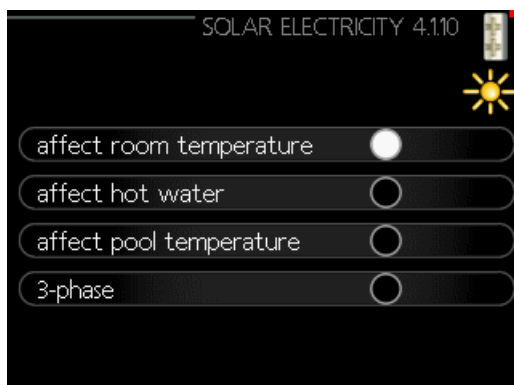 SOLAR ELECTRICITY 4.1.10
affect room temperature
affect hot water
affect pool temperature
3-phase